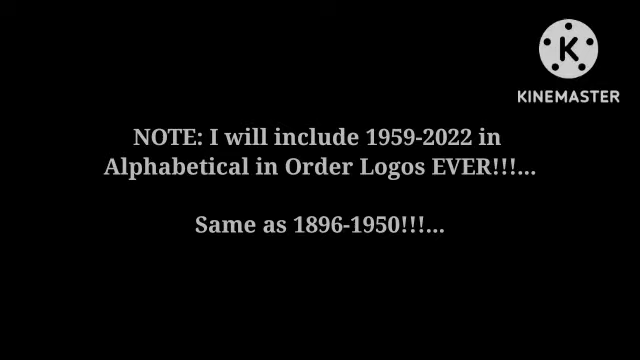 K
KINEMASTER
NOTE: I will include 1959-2022 in
Alphabetical in Order Logos EVER!!!...
Same as 1896-1950!!!...